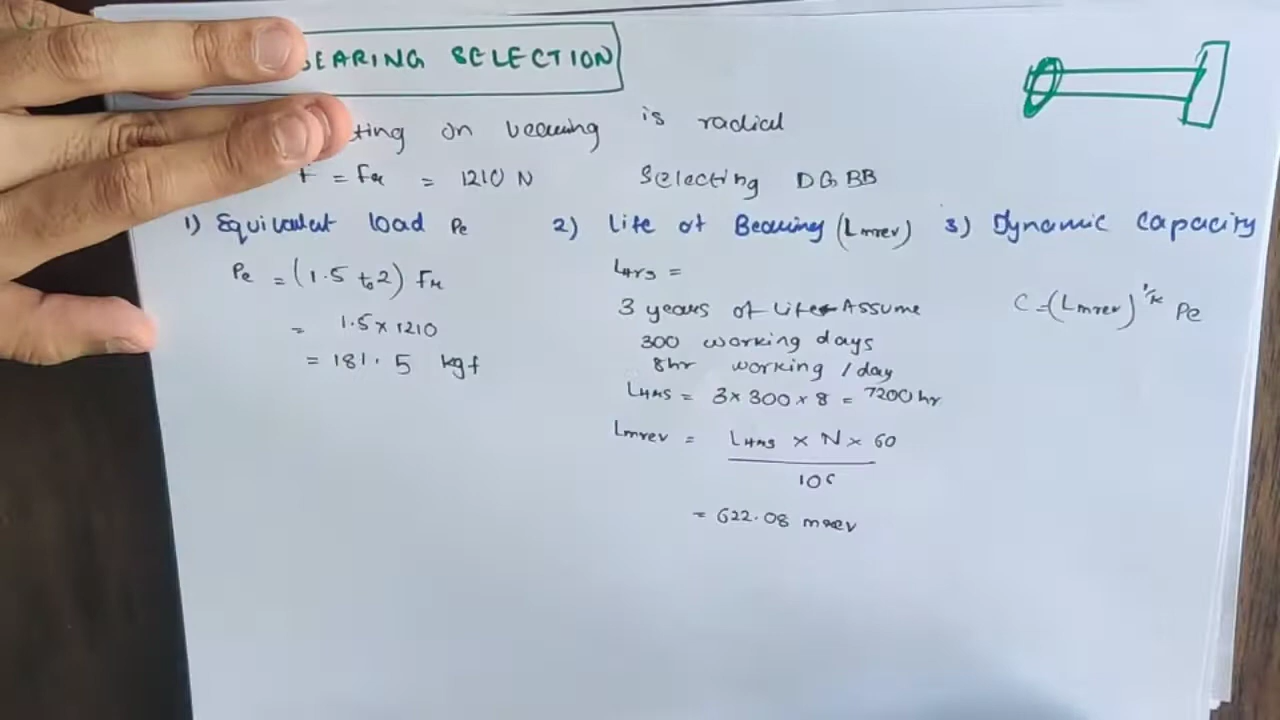 BEARING SELECTION
ting on bearing is radial
F = Fr = 1210 N
Selecting DGBB
1) Equivalent load Pe
Pe = (1.5 to 2) Fr
= 1.5 x 1210
= 181.5 kgf
2) Life of Bearing (Lmrev)
LHrs =
3 years of Life - Assume
300 working days
8hr working / day
LHrs = 3 x 300 x 8 = 7200 hr
Lmrev = LHrs x N x 60
10⁶
= 622.08 mrev
3) Dynamic Capacity
C = (Lmrev)^1/k Pe